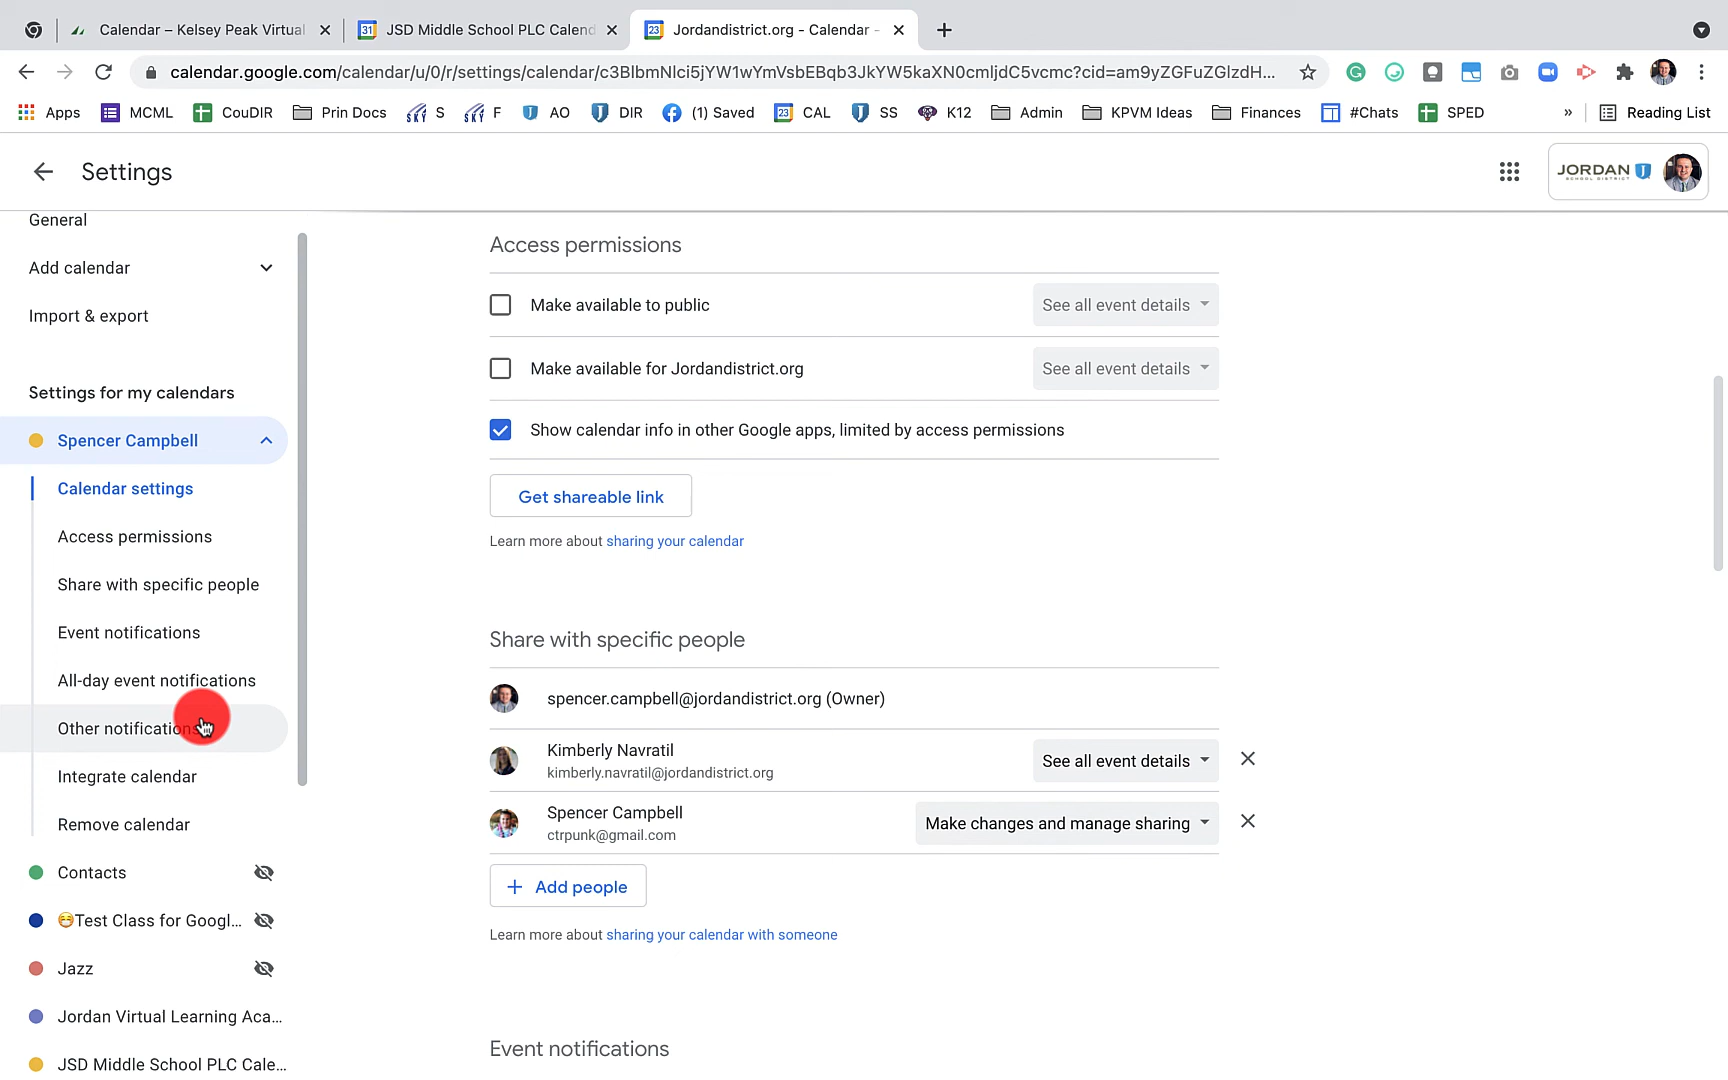 Calendar – Kelsey Peak Virtual
JSD Middle School PLC Calend
Jordandistrict.org - Calendar -
calendar.google.com/calendar/u/0/r/settings/calendar/c3BlbmNlci5jYW1wYmVsbEBqb3JkYW5kaXN0cmljdC5vcmc?cid=am9yZGFuZGlzdH...
Apps MCML CouDIR Prin Docs S F AO DIR (1) Saved CAL SS K12 Admin KPVM Ideas Finances #Chats SPED » Reading List
Settings
JORDAN
SCHOOL DISTRICT
General
Add calendar
Import & export
Settings for my calendars
Spencer Campbell
Calendar settings
Access permissions
Share with specific people
Event notifications
All-day event notifications
Other notifications
Integrate calendar
Remove calendar
Contacts
😷Test Class for Googl...
Jazz
Jordan Virtual Learning Aca...
JSD Middle School PLC Cale...
Access permissions
Make available to public See all event details
Make available for Jordandistrict.org See all event details
Show calendar info in other Google apps, limited by access permissions
Get shareable link
Learn more about sharing your calendar
Share with specific people
spencer.campbell@jordandistrict.org (Owner)
Kimberly Navratil
kimberly.navratil@jordandistrict.org
See all event details
Spencer Campbell
ctrpunk@gmail.com
Make changes and manage sharing
+ Add people
Learn more about sharing your calendar with someone
Event notifications